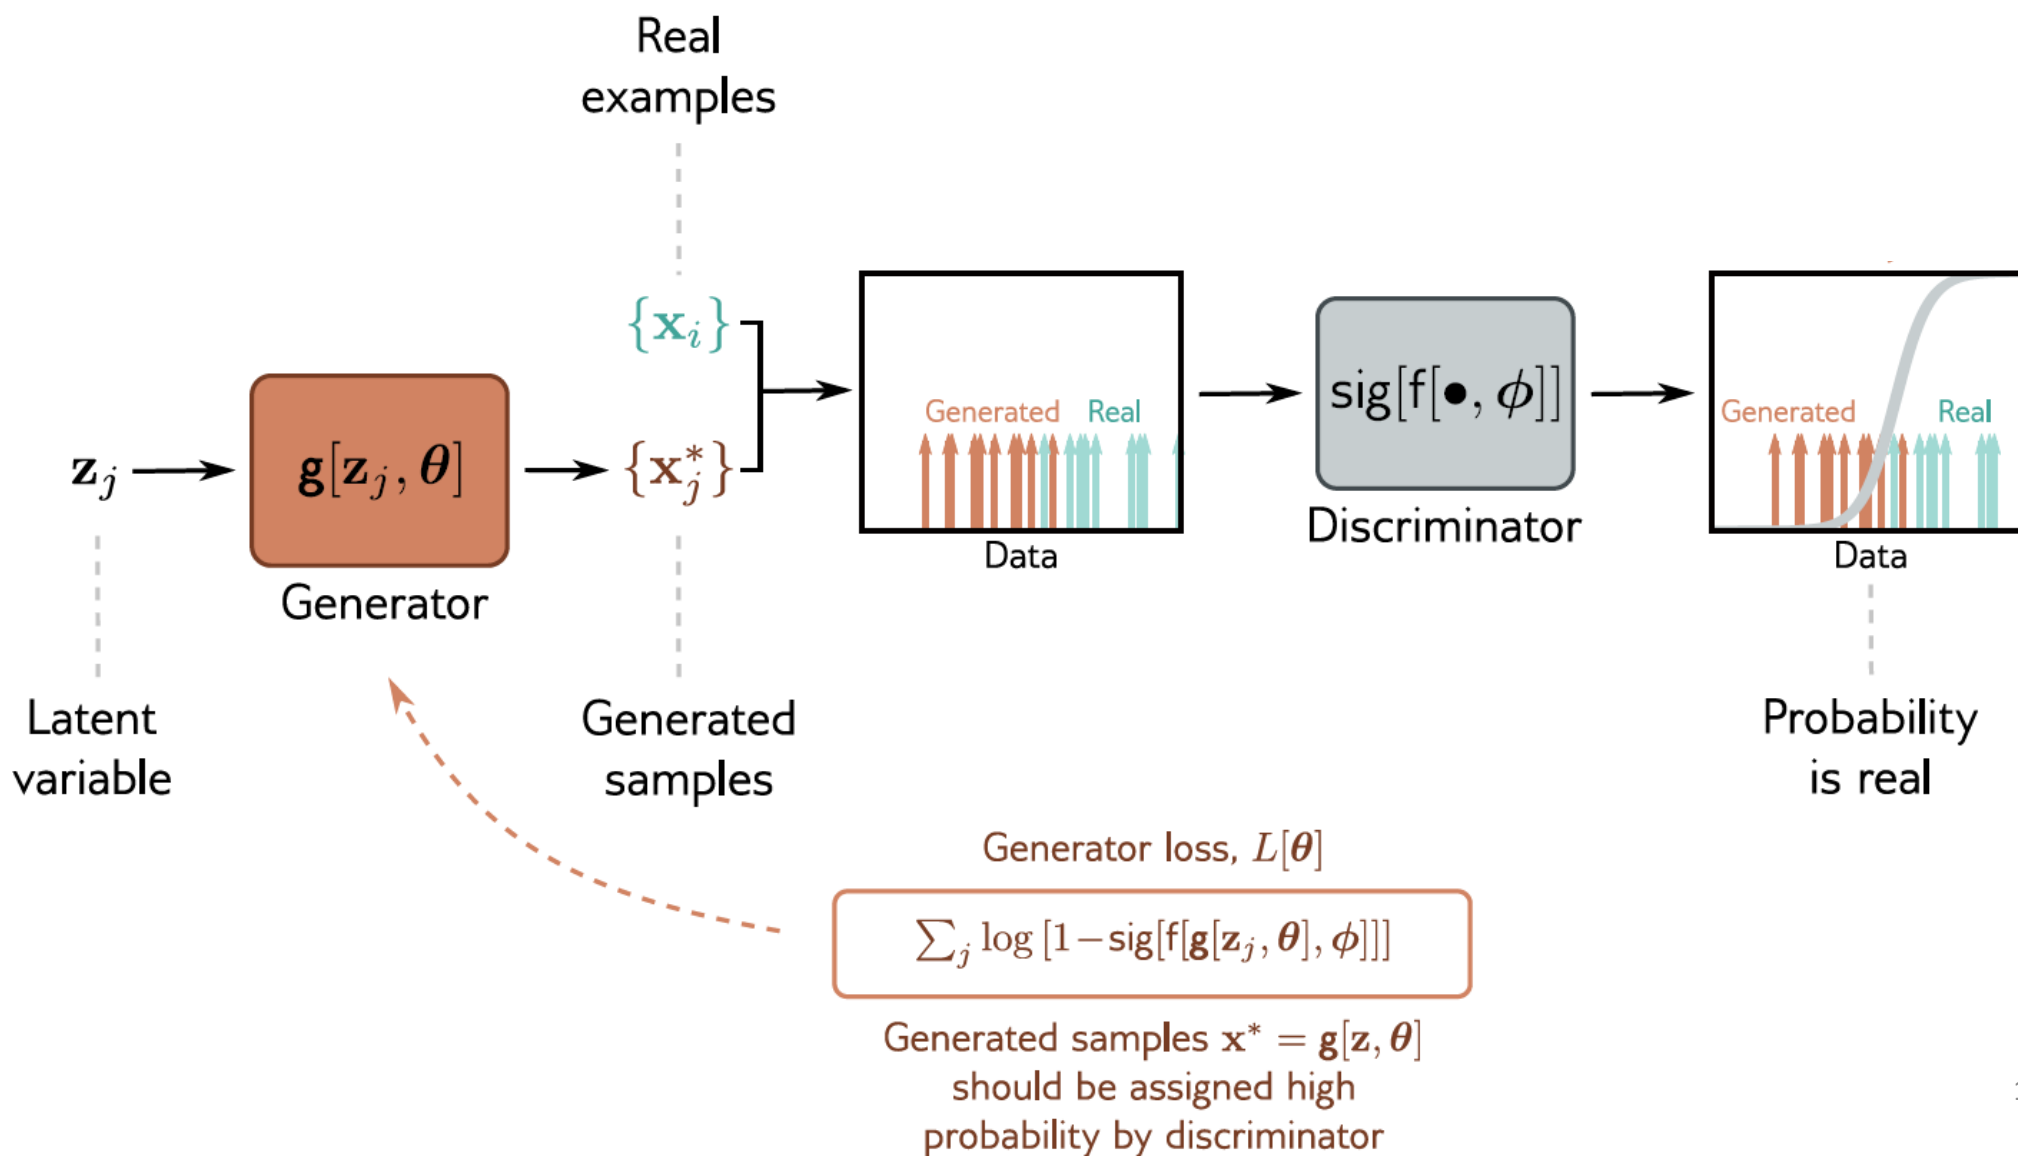 Real
examples
{x_i}
Generated Real
Generated Real
sig[f[•, ϕ]]
z_j
g[z_j, θ]
{x_j^*}
Discriminator
Data
Data
Generator
Latent
variable
Generated
samples
Probability
is real
Generator loss, L[θ]
∑_j log [1−sig[f[g[z_j, θ], ϕ]]]
Generated samples x* = g[z, θ]
should be assigned high
probability by discriminator